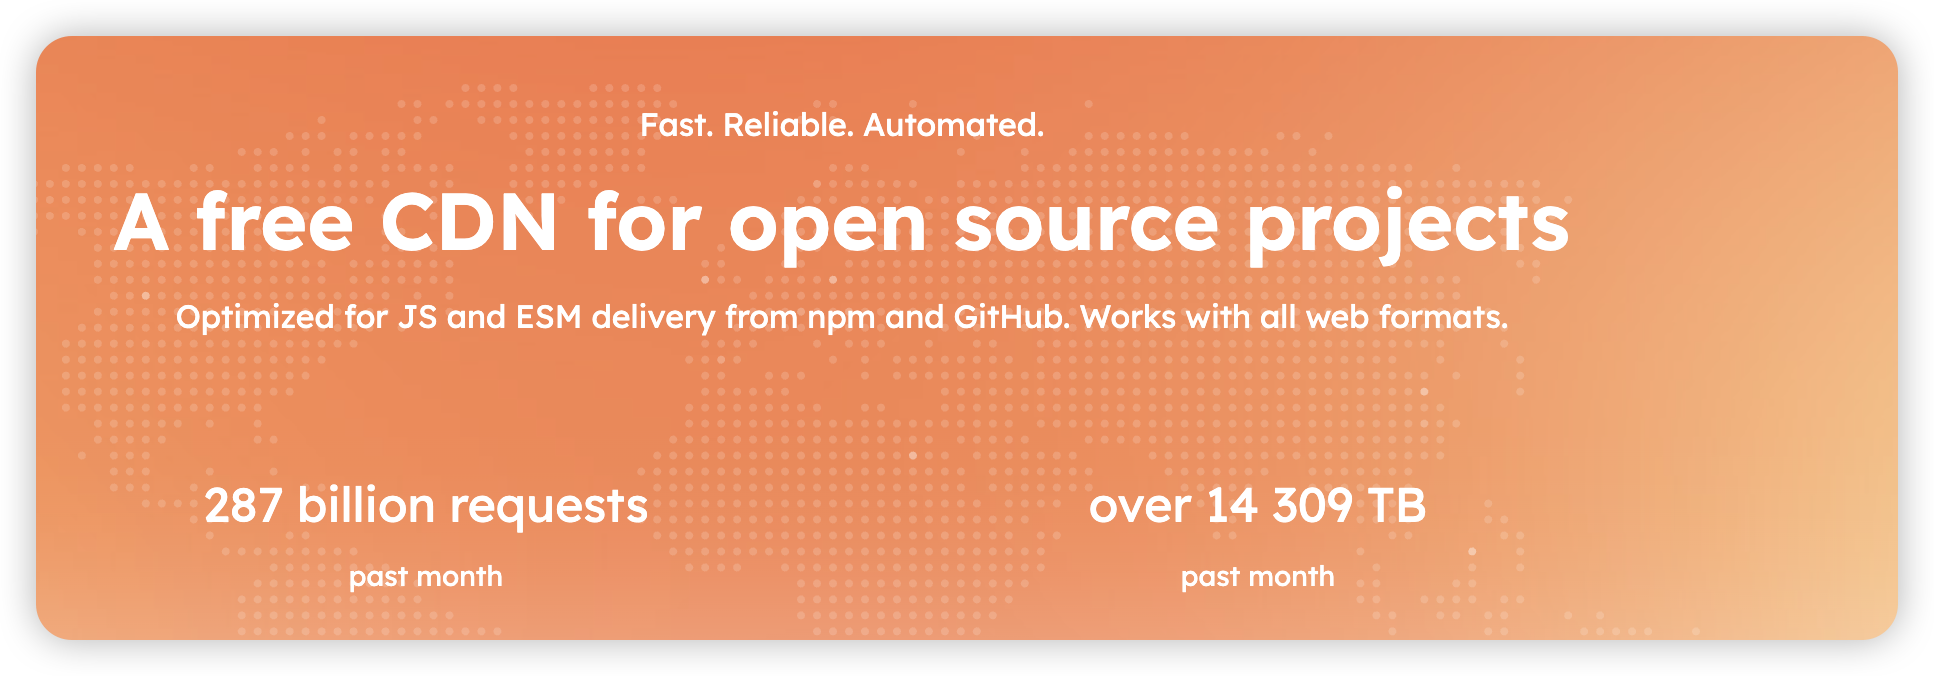 Fast. Reliable. Automated.
A free CDN for open source projects
Optimized for JS and ESM delivery from npm and GitHub. Works with all web formats.
287 billion requests
past month
over 14 309 TB
past month